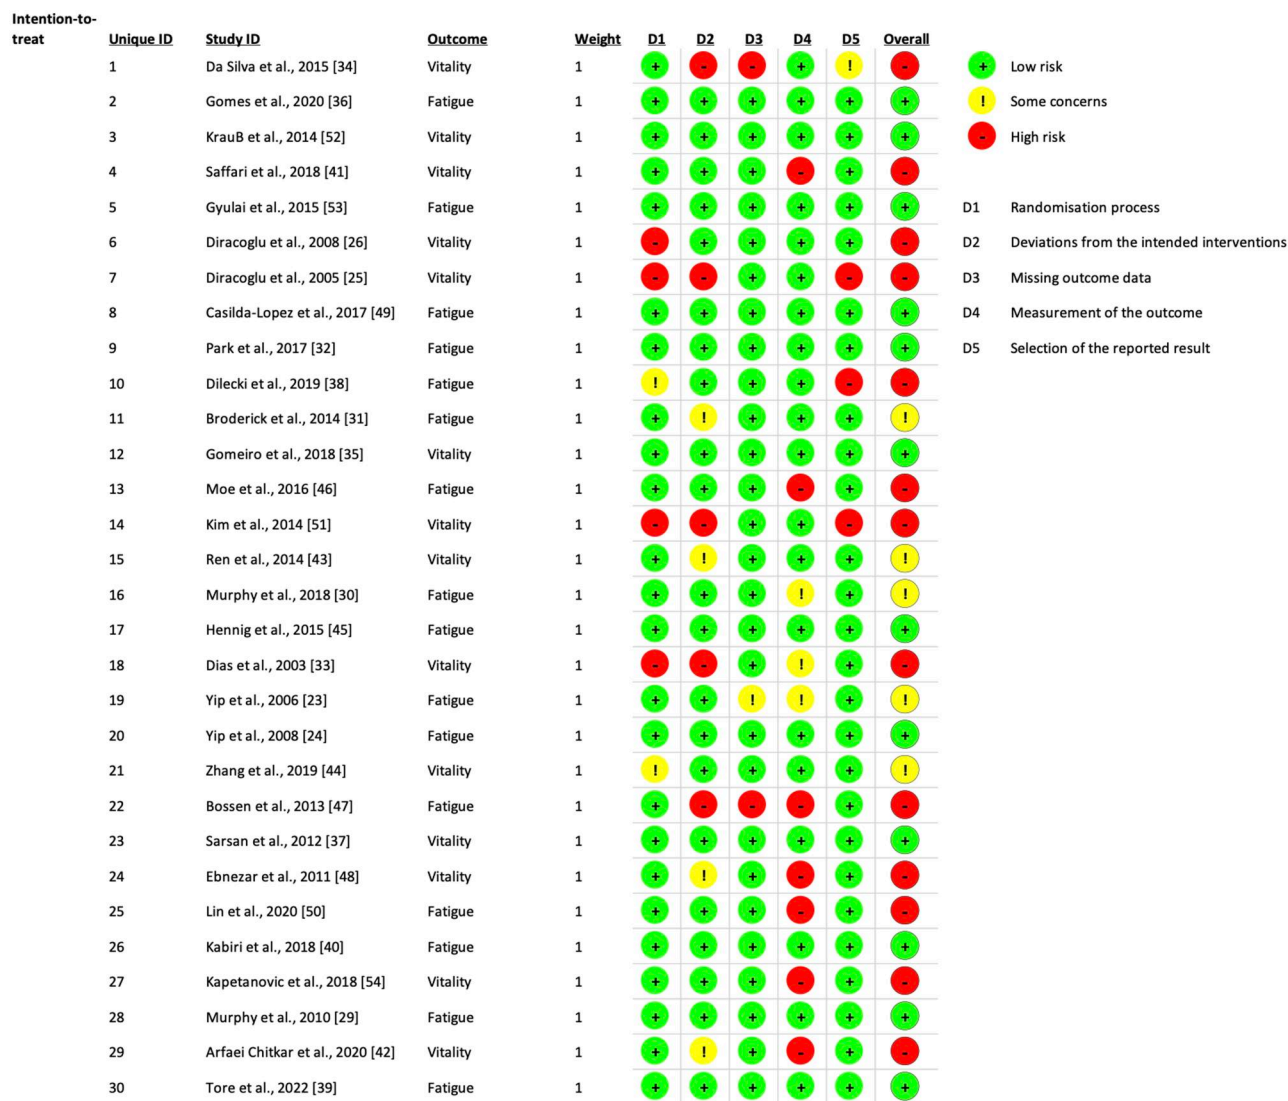 Intention-to-
treat Unique ID Study ID Outcome Weight D1 D2 D3 D4 D5 Overall
1 Da Silva et al., 2015 [34] Vitality 1 + - - + ! - + Low risk
2 Gomes et al., 2020 [36] Fatigue 1 + + + + + + ! Some concerns
3 KrauB et al., 2014 [52] Vitality 1 + + + + + + - High risk
4 Saffari et al., 2018 [41] Vitality 1 + + + - + -
5 Gyulai et al., 2015 [53] Fatigue 1 + + + + + + D1 Randomisation process
6 Diracoglu et al., 2008 [26] Vitality 1 - + + + + - D2 Deviations from the intended interventions
7 Diracoglu et al., 2005 [25] Vitality 1 - - + + - - D3 Missing outcome data
8 Casilda-Lopez et al., 2017 [49] Fatigue 1 + + + + + + D4 Measurement of the outcome
9 Park et al., 2017 [32] Fatigue 1 + + + + + + D5 Selection of the reported result
10 Dilecki et al., 2019 [38] Fatigue 1 ! + + + - -
11 Broderick et al., 2014 [31] Fatigue 1 + ! + + + !
12 Gomeiro et al., 2018 [35] Vitality 1 + + + + + +
13 Moe et al., 2016 [46] Fatigue 1 + + + - + -
14 Kim et al., 2014 [51] Vitality 1 - - + + - -
15 Ren et al., 2014 [43] Vitality 1 + ! + + + !
16 Murphy et al., 2018 [30] Fatigue 1 + + + ! + !
17 Hennig et al., 2015 [45] Fatigue 1 + + + + + +
18 Dias et al., 2003 [33] Vitality 1 - - + ! + -
19 Yip et al., 2006 [23] Fatigue 1 + + ! ! + !
20 Yip et al., 2008 [24] Fatigue 1 + + + + + +
21 Zhang et al., 2019 [44] Vitality 1 ! + + + + !
22 Bossen et al., 2013 [47] Fatigue 1 + - - - + -
23 Sarsan et al., 2012 [37] Vitality 1 + + + + + +
24 Ebnezar et al., 2011 [48] Vitality 1 + ! + - + -
25 Lin et al., 2020 [50] Fatigue 1 + + + - + -
26 Kabiri et al., 2018 [40] Fatigue 1 + + + + + +
27 Kapetanovic et al., 2018 [54] Vitality 1 + + + - + -
28 Murphy et al., 2010 [29] Fatigue 1 + + + + + +
29 Arfaei Chitkar et al., 2020 [42] Vitality 1 + ! + - + -
30 Tore et al., 2022 [39] Fatigue 1 + + + + + +